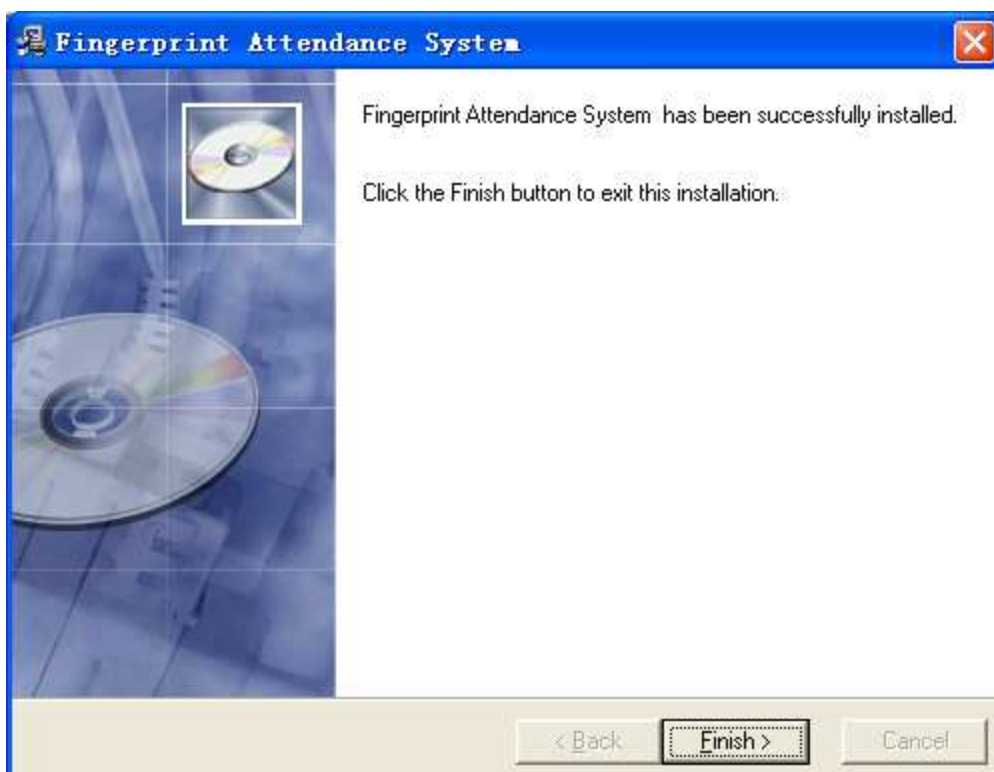 Fingerprint Attendance System
Fingerprint Attendance System has been successfully installed.
Click the Finish button to exit this installation.
< Back
Finish >
Cancel